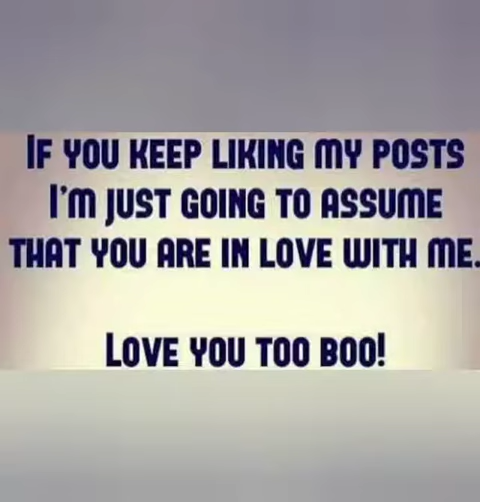 If you keep liking my posts
I'm just going to assume
that you are in love with me.
Love you too boo!